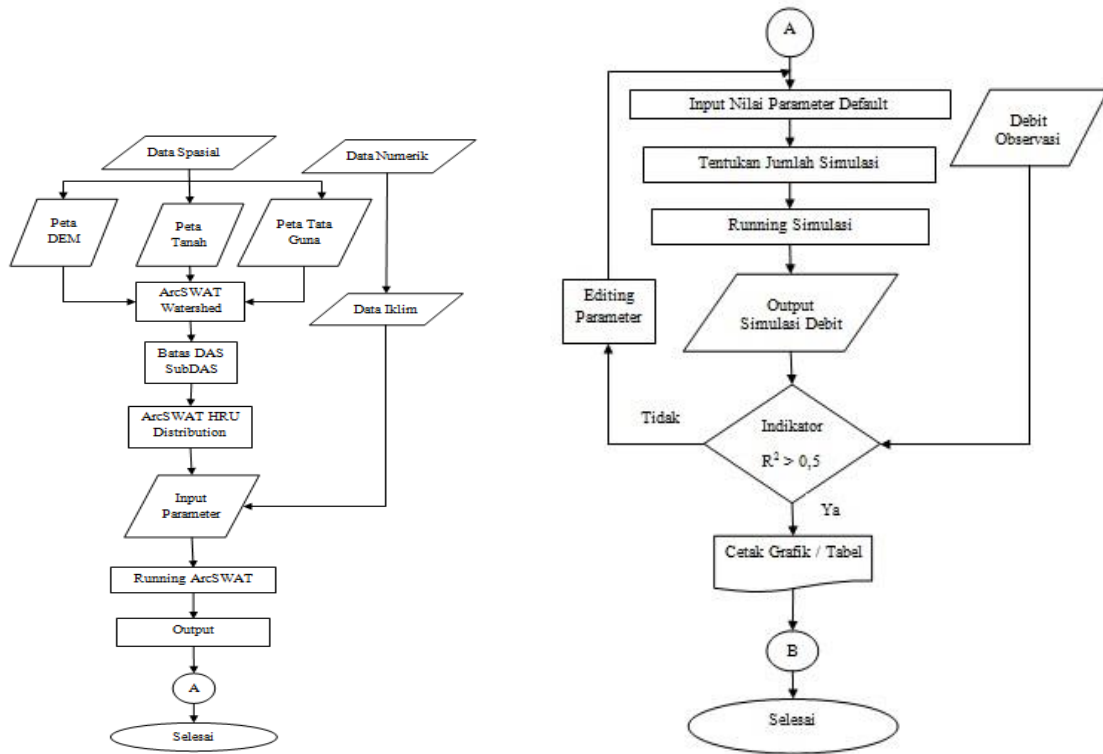 Data Spasial
Data Numerik
Peta
DEM
Peta
Tanah
Peta Tata
Guna
ArcSWAT
Watershed
Data Iklim
Batas DAS
SubDAS
ArcSWAT HRU
Distribution
Input
Parameter
Running ArcSWAT
Output
A
Selesai
A
Input Nilai Parameter Default
Debit
Observasi
Tentukan Jumlah Simulasi
Running Simulasi
Editing
Parameter
Output
Simulasi Debit
Tidak
Indikator
R² > 0,5
Ya
Cetak Grafik / Tabel
B
Selesai